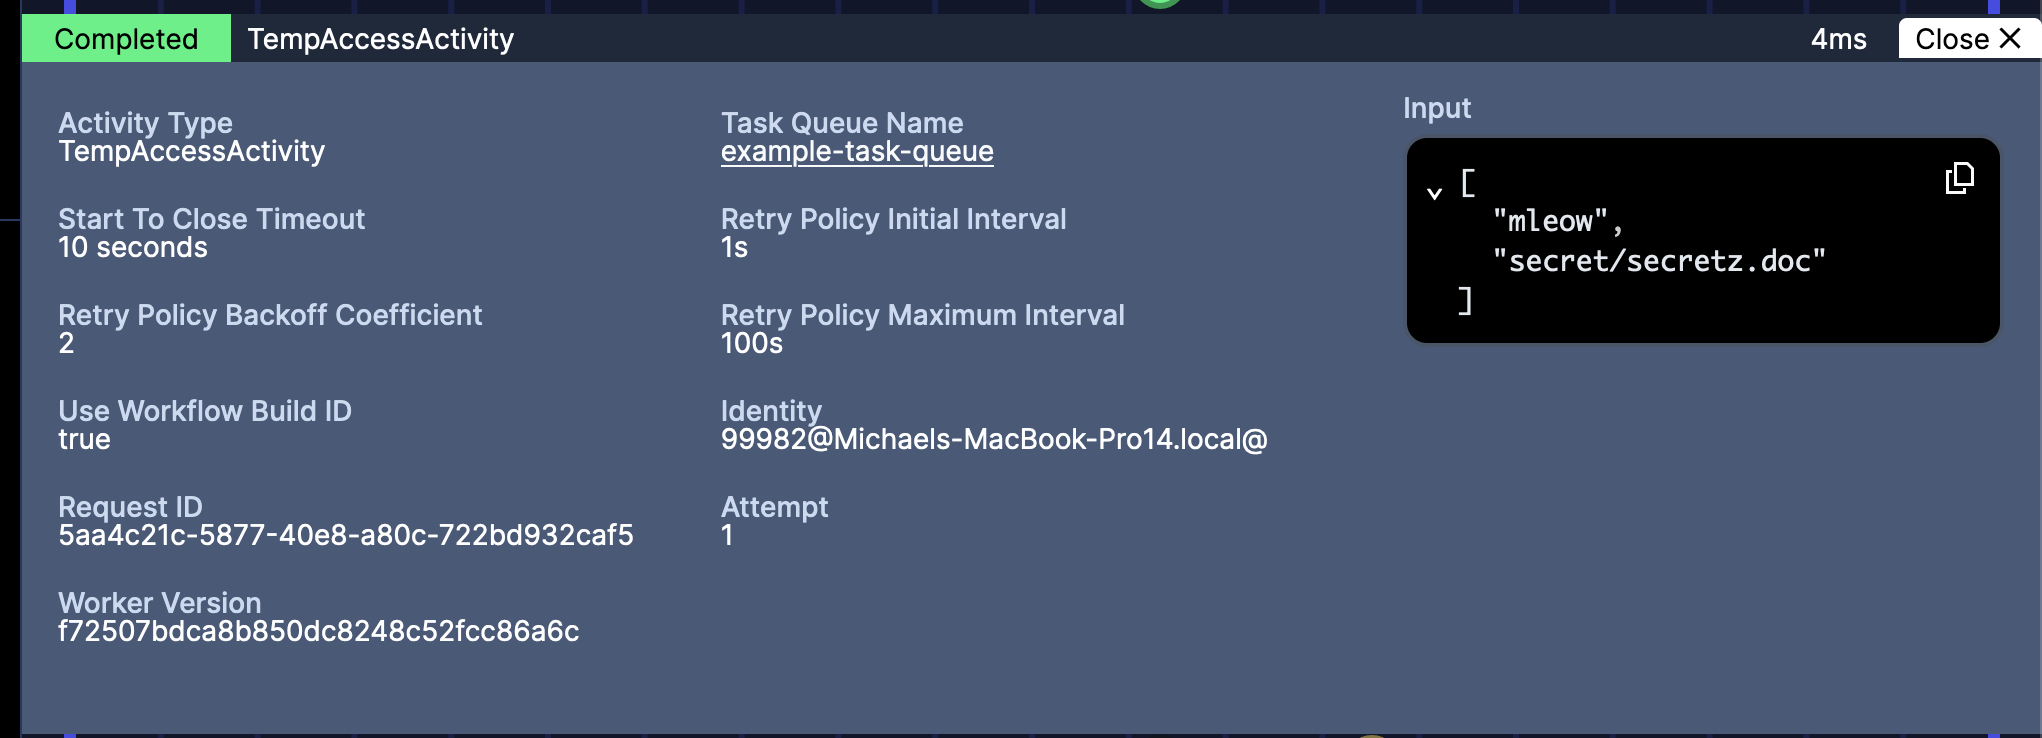 Completed TempAccessActivity 4ms Close
Activity Type
TempAccessActivity
Start To Close Timeout
10 seconds
Retry Policy Backoff Coefficient
2
Use Workflow Build ID
true
Request ID
5aa4c21c-5877-40e8-a80c-722bd932caf5
Worker Version
f72507bdca8b850dc8248c52fcc86a6c
Task Queue Name
example-task-queue
Retry Policy Initial Interval
1s
Retry Policy Maximum Interval
100s
Identity
99982@Michaels-MacBook-Pro14.local@
Attempt
1
Input
[
"mleow",
"secret/secretz.doc"
]